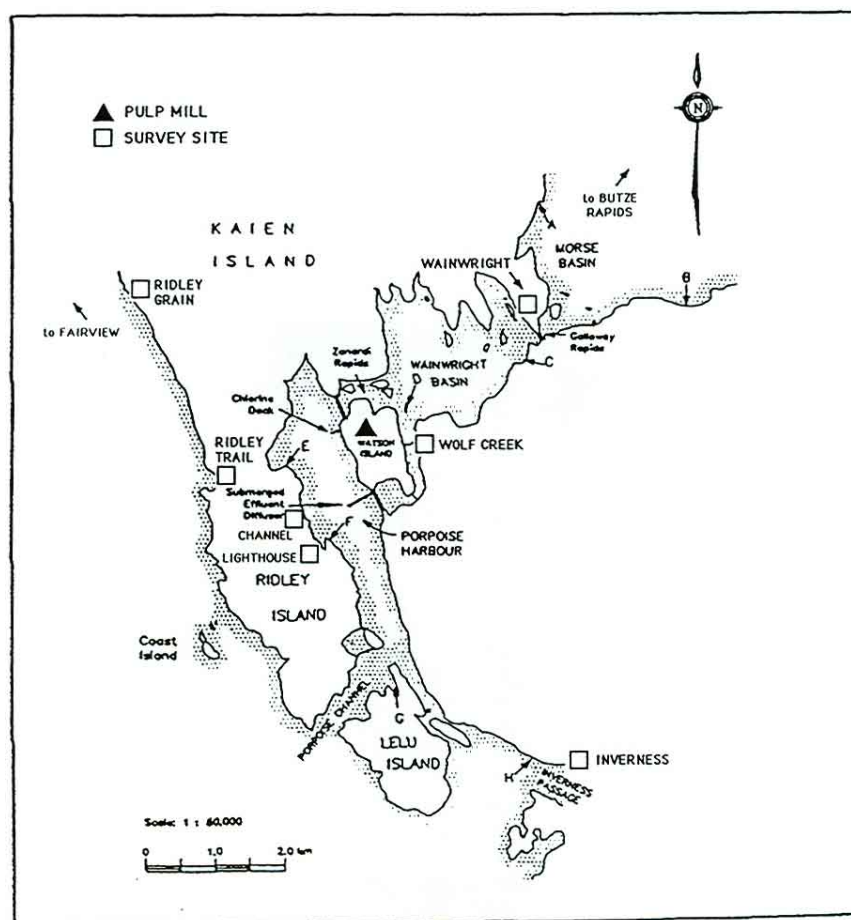 PULP MILL
SURVEY SITE
N
to BUTZE
RAPIDS
KAIEN
ISLAND
A
MORSE
BASIN
WAINWRIGHT
B
RIDLEY
GRAIN
to FAIRVIEW
Galloway
Rapids
Zanardi
Rapids
WAINWRIGHT
BASIN
C
D
Chlorine
Dock
WATSON
ISLAND
WOLF CREEK
RIDLEY
TRAIL
E
Submerged
Effluent
Diffuser
F
CHANNEL
PORPOISE
HARBOUR
LIGHTHOUSE
RIDLEY
ISLAND
Coast
Island
PORPOISE CHANNEL
G
LELU
ISLAND
H
INVERNESS
INVERNESS
PASSAGE
Scale: 1 : 60,000
0 1.0 2.0 km